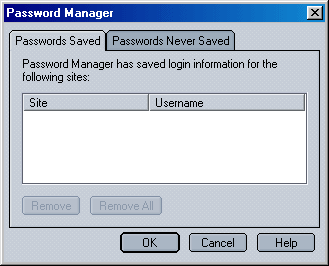 Password Manager
Passwords Saved Passwords Never Saved
Password Manager has saved login information for the
following sites:
Site Username
Remove Remove All
OK Cancel Help